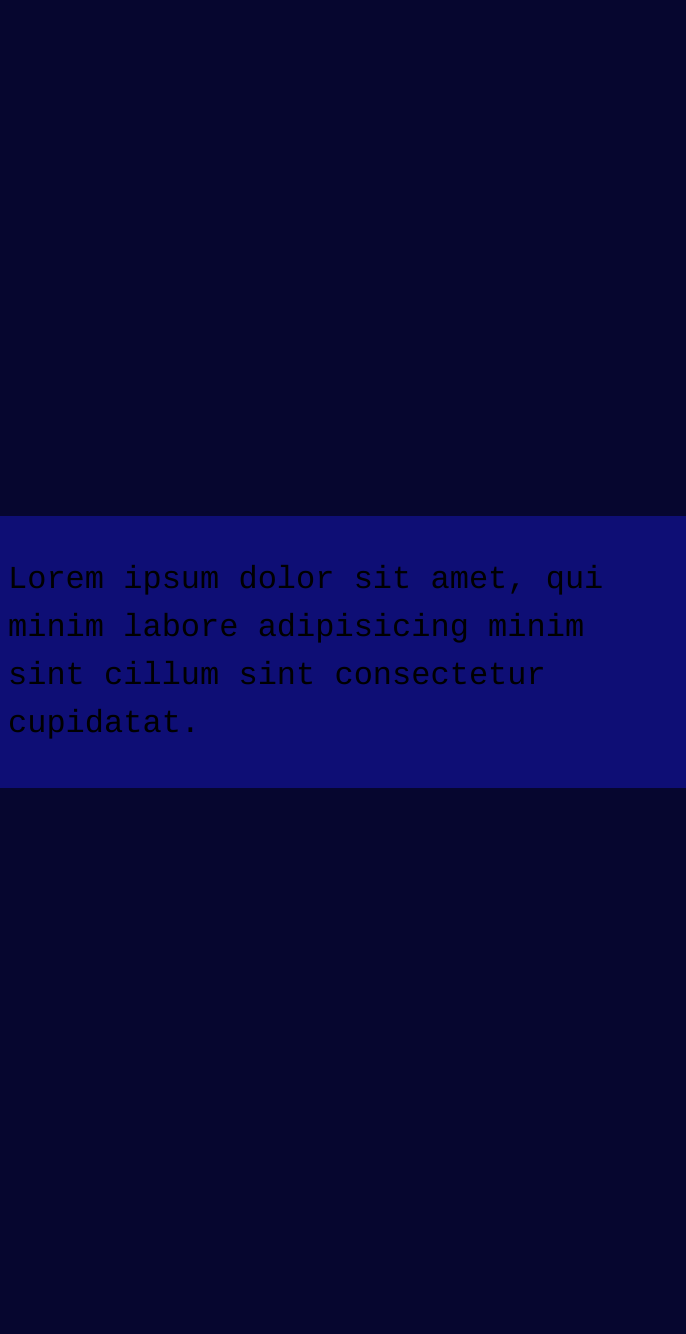 Lorem ipsum dolor sit amet, qui
minim labore adipisicing minim
sint cillum sint consectetur
cupidatat.